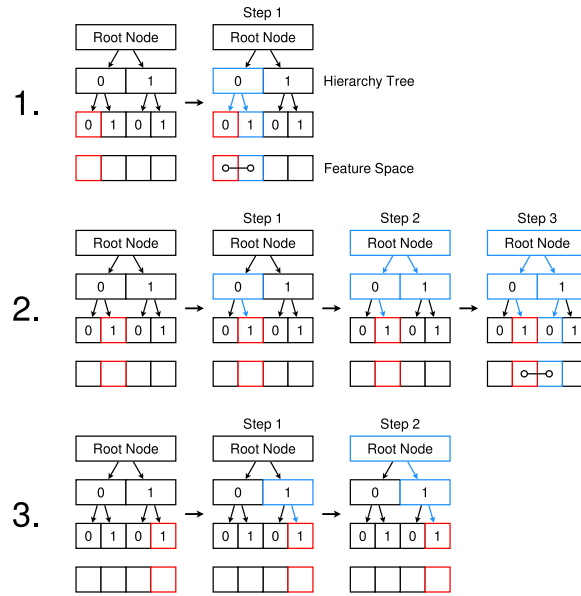 Step 1
Root Node Root Node
0 1 0 1 Hierarchy Tree
1.
0 1 0 1 0 1 0 1
Feature Space
Step 1 Step 2 Step 3
Root Node Root Node Root Node Root Node
0 1 0 1 0 1 0 1
2.
0 1 0 1 0 1 0 1 0 1 0 1 0 1 0 1
Step 1 Step 2
Root Node Root Node Root Node
0 1 0 1 0 1
3.
0 1 0 1 0 1 0 1 0 1 0 1